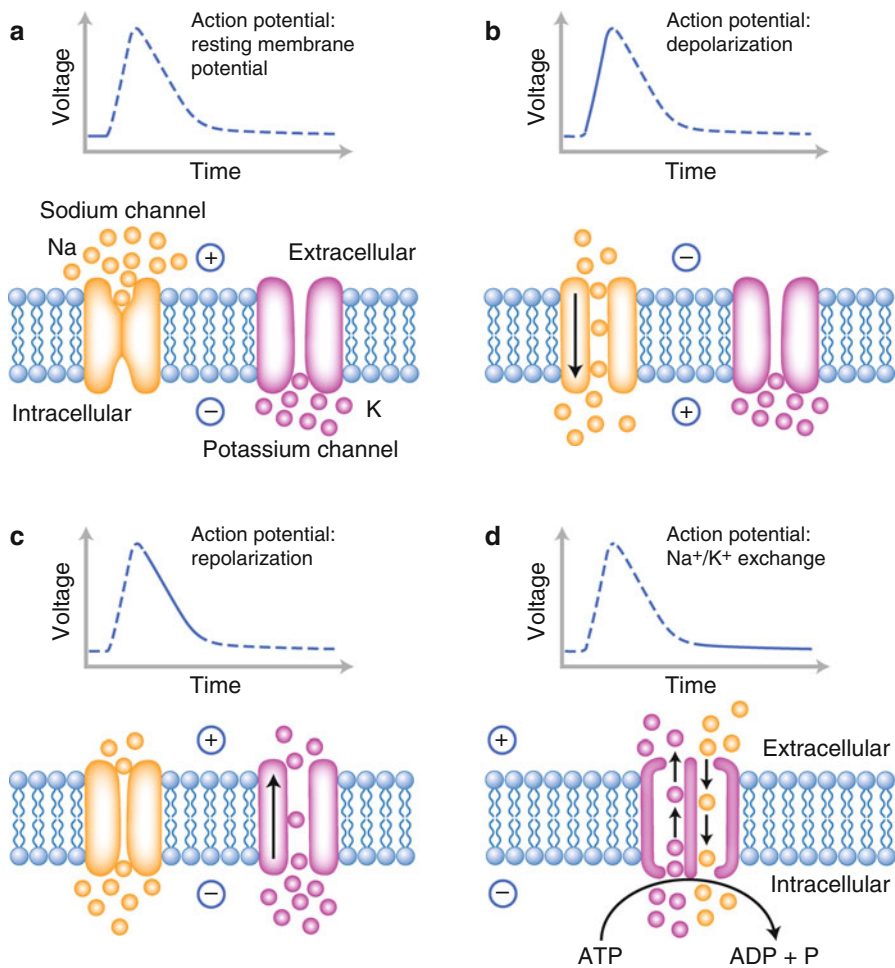 a
Action potential:
resting membrane
potential
Voltage
Time
Sodium channel
Na
+
Extracellular
Intracellular
−
K
Potassium channel
b
Action potential:
depolarization
Voltage
Time
−
+
c
Action potential:
repolarization
Voltage
Time
+
−
d
Action potential:
Na⁺/K⁺ exchange
Voltage
Time
+
Extracellular
−
Intracellular
ATP
ADP + P